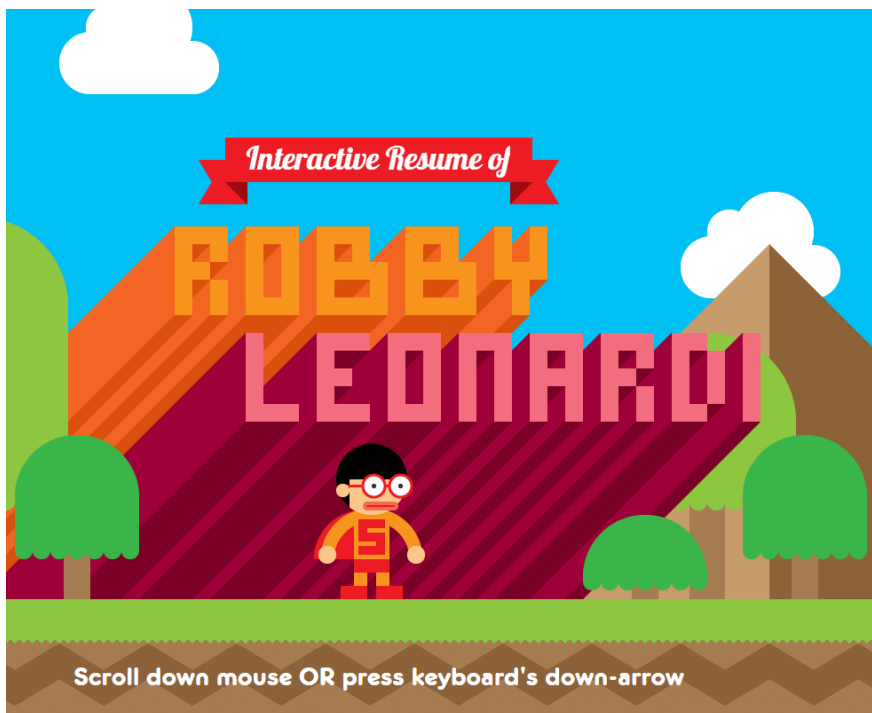 Interactive Resume of
ROBBY
LEONARDI
S
Scroll down mouse OR press keyboard's down-arrow